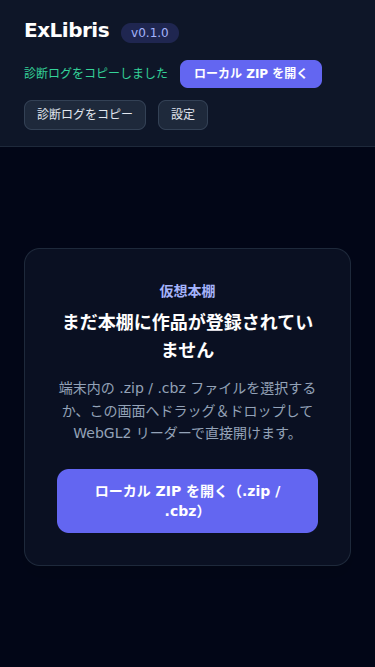 ExLibris v0.1.0
診断ログをコピーしました ローカル ZIP を開く
診断ログをコピー 設定
仮想本棚
まだ本棚に作品が登録されてい
ません
端末内の .zip / .cbz ファイルを選択する
か、この画面へドラッグ＆ドロップして
WebGL2 リーダーで直接開けます。
ローカル ZIP を開く（.zip /
.cbz）